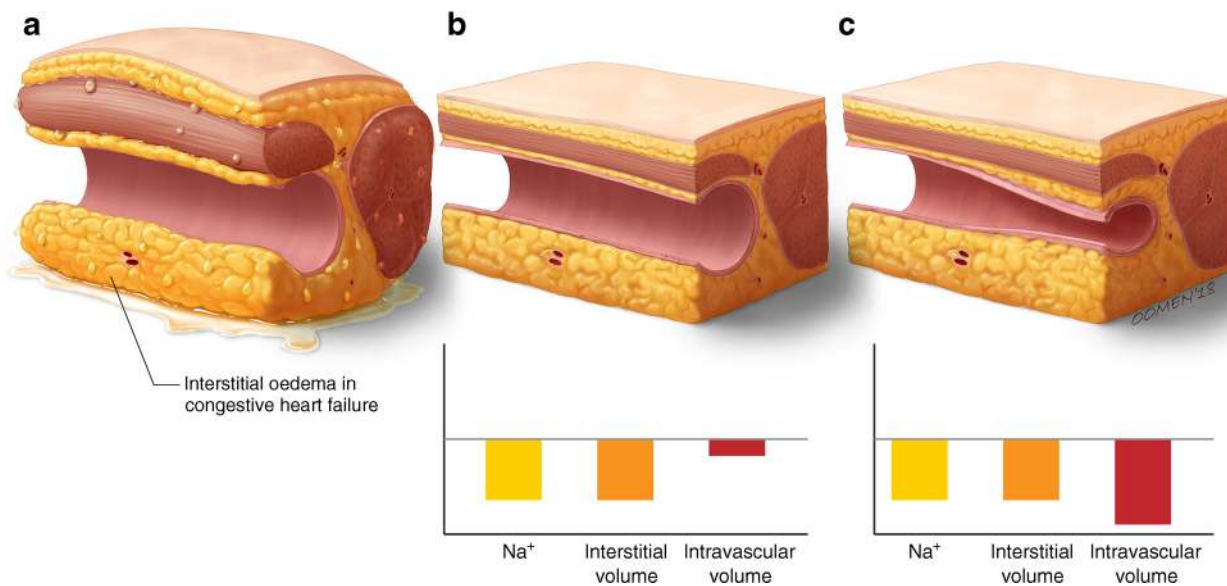 a
b
c
OOMEN'18
Interstitial oedema in
congestive heart failure
Na+
Interstitial
volume
Intravascular
volume
Na+
Interstitial
volume
Intravascular
volume